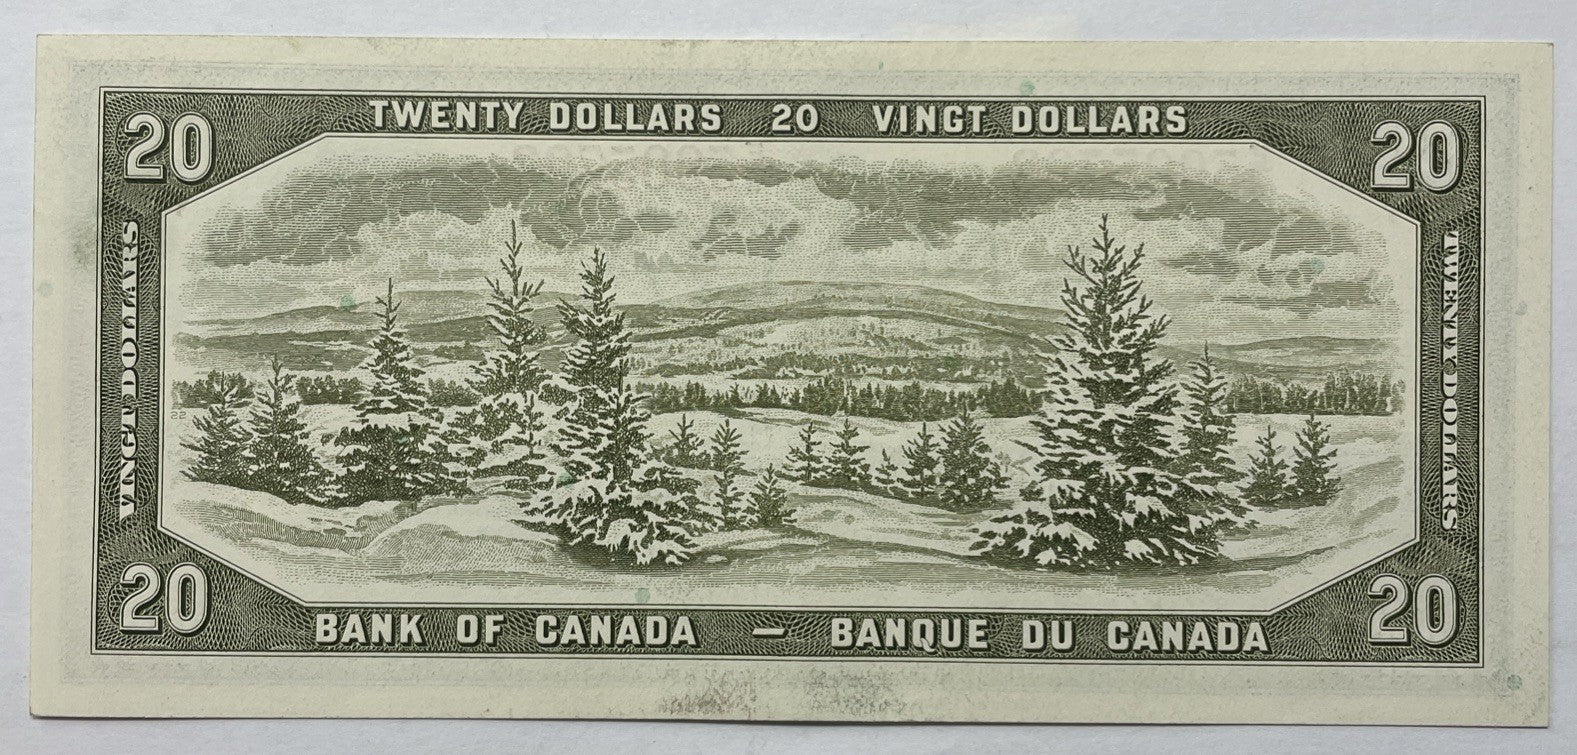 20
TWENTY DOLLARS 20 VINGT DOLLARS
20
VINGT DOLLARS
TWENTY DOLLARS
22
20
BANK OF CANADA — BANQUE DU CANADA
20